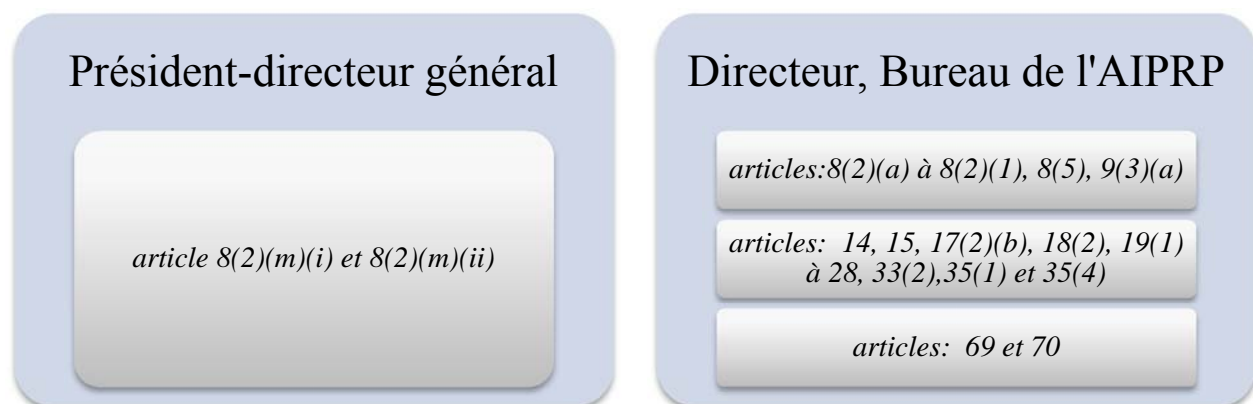 Président-directeur général
article 8(2)(m)(i) et 8(2)(m)(ii)
Directeur, Bureau de l'AIPRP
articles:8(2)(a) à 8(2)(1), 8(5), 9(3)(a)
articles: 14, 15, 17(2)(b), 18(2), 19(1)
à 28, 33(2),35(1) et 35(4)
articles: 69 et 70